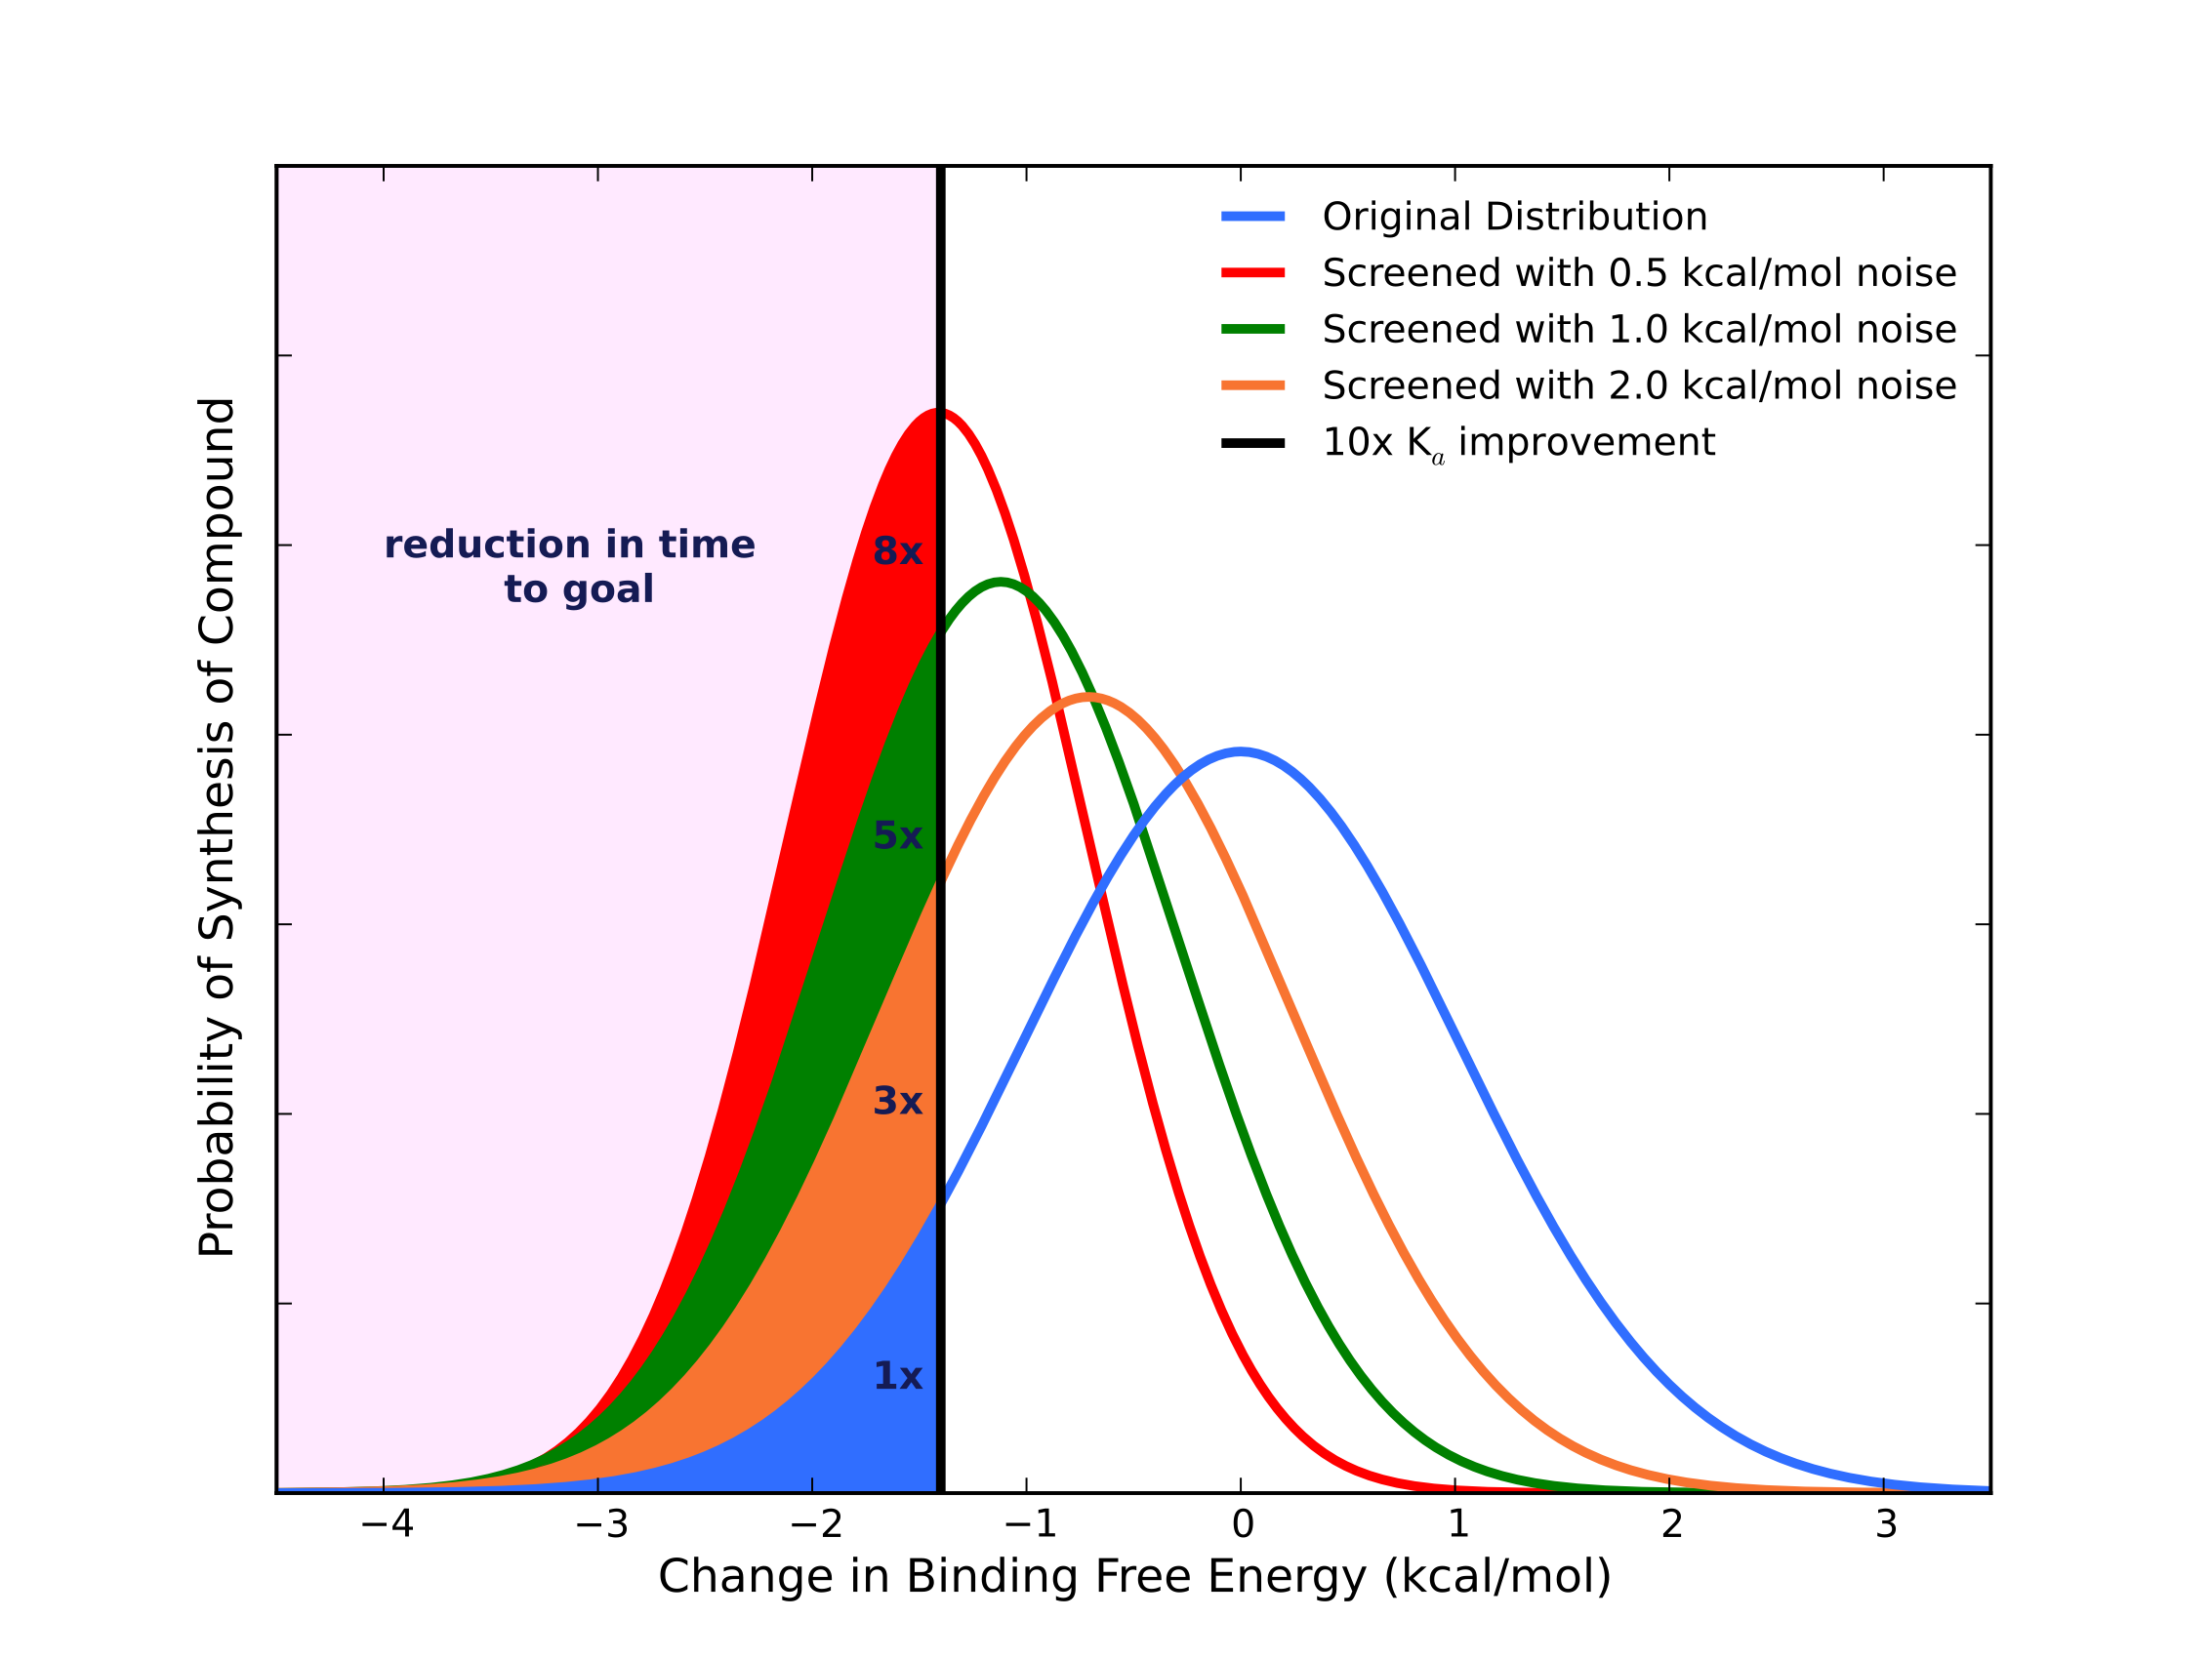 Original Distribution
Screened with 0.5 kcal/mol noise
Screened with 1.0 kcal/mol noise
Screened with 2.0 kcal/mol noise
10x Kₐ improvement
reduction in time
to goal
8x
5x
3x
1x
Probability of Synthesis of Compound
−4 −3 −2 −1 0 1 2 3
Change in Binding Free Energy (kcal/mol)